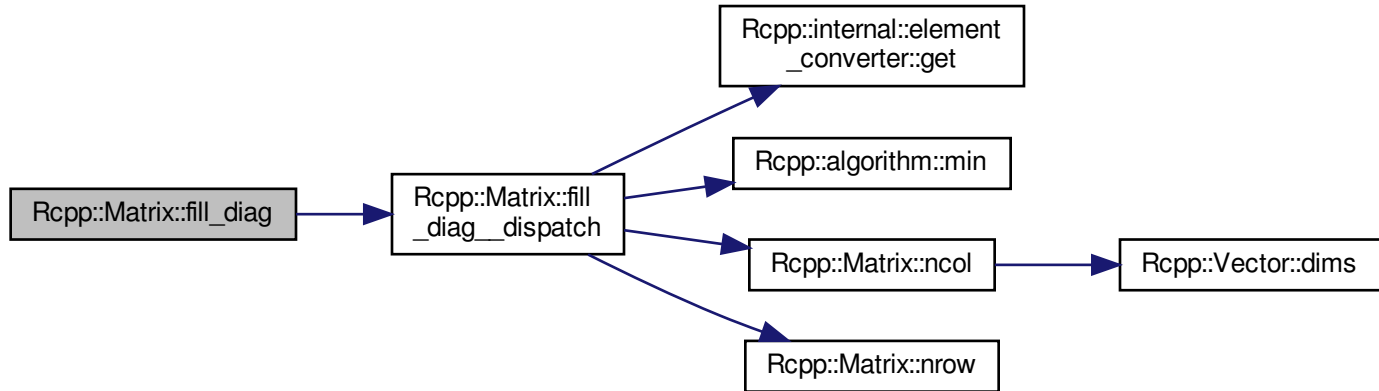 Rcpp::Matrix::fill_diag
Rcpp::Matrix::fill
_diag__dispatch
Rcpp::internal::element
_converter::get
Rcpp::algorithm::min
Rcpp::Matrix::ncol
Rcpp::Vector::dims
Rcpp::Matrix::nrow